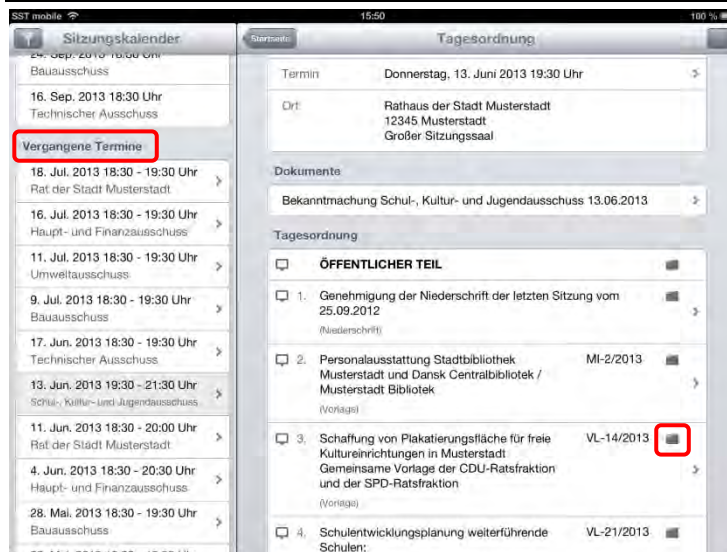 SST mobile
15:50
100 %
Sitzungskalender
24. Sep. 2013 18:00 Uhr
Bauausschuss
16. Sep. 2013 18:30 Uhr
Technischer Ausschuss
Vergangene Termine
18. Jul. 2013 18:30 - 19:30 Uhr
Rat der Stadt Musterstadt
16. Jul. 2013 18:30 - 19:30 Uhr
Haupt- und Finanzausschuss
11. Jul. 2013 18:30 - 19:30 Uhr
Umweltausschuss
9. Jul. 2013 18:30 - 19:30 Uhr
Bauausschuss
17. Jun. 2013 18:30 - 19:30 Uhr
Technischer Ausschuss
13. Jun. 2013 19:30 - 21:30 Uhr
Schul-, Kultur- und Jugendausschuss
11. Jun. 2013 18:30 - 20:00 Uhr
Rat der Stadt Musterstadt
4. Jun. 2013 18:30 - 20:30 Uhr
Haupt- und Finanzausschuss
28. Mai. 2013 18:30 - 19:30 Uhr
Bauausschuss
Startseite
Tagesordnung
Termin Donnerstag, 13. Juni 2013 19:30 Uhr
Ort Rathaus der Stadt Musterstadt
12345 Musterstadt
Großer Sitzungssaal
Dokumente
Bekanntmachung Schul-, Kultur- und Jugendausschuss 13.06.2013
Tagesordnung
ÖFFENTLICHER TEIL
1. Genehmigung der Niederschrift der letzten Sitzung vom
25.09.2012
(Niederschrift)
2. Personalausstattung Stadtbibliothek MI-2/2013
Musterstadt und Dansk Centralbibliotek /
Musterstadt Bibliotek
(Vorlage)
3. Schaffung von Plakatierungsfläche für freie VL-14/2013
Kultureinrichtungen in Musterstadt
Gemeinsame Vorlage der CDU-Ratsfraktion
und der SPD-Ratsfraktion
(Vorlage)
4. Schulentwicklungsplanung weiterführende VL-21/2013
Schulen: